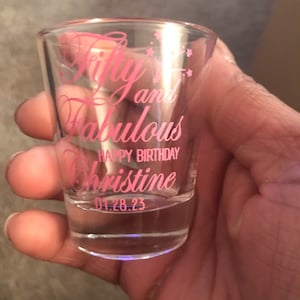 Fifty
and
Fabulous
HAPPY BIRTHDAY
Christine
01.28.23